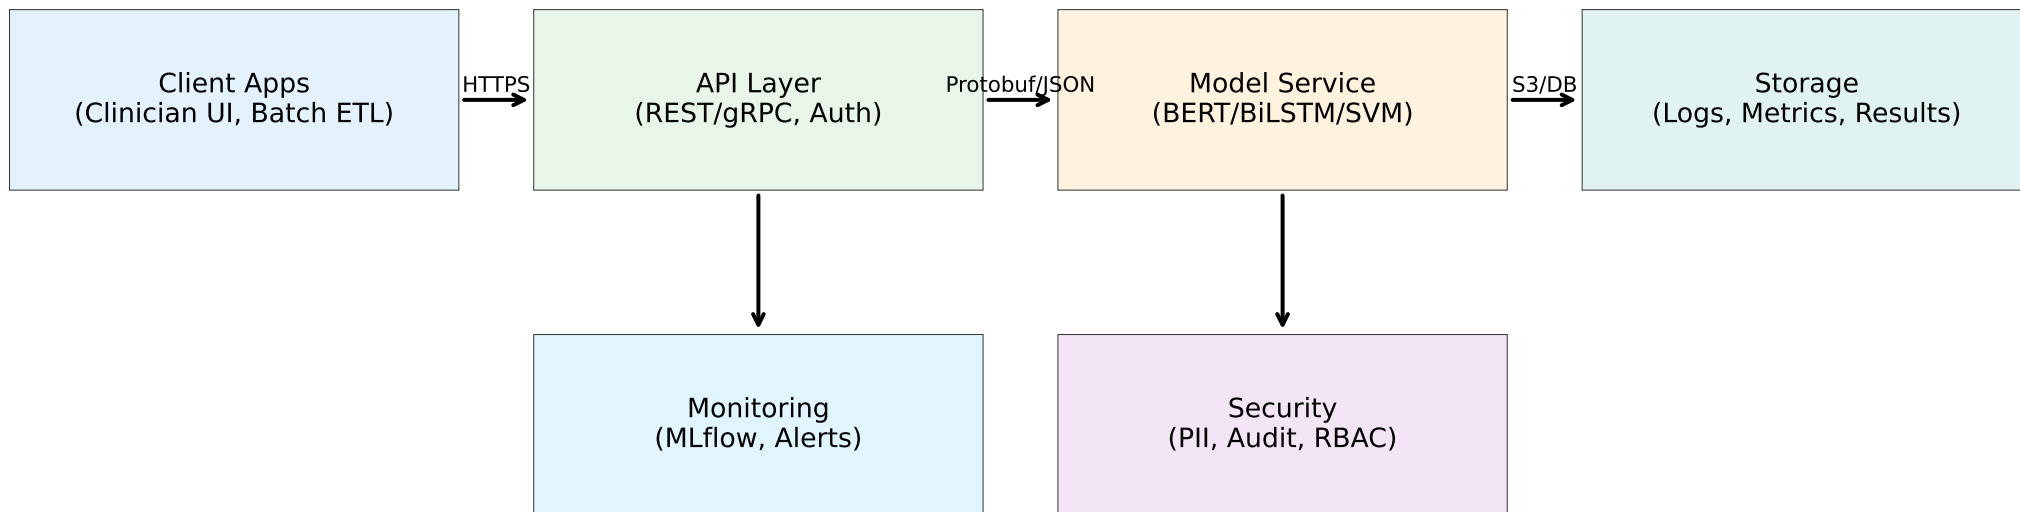 Client Apps
(Clinician UI, Batch ETL)
HTTPS
API Layer
(REST/gRPC, Auth)
Protobuf/JSON
Model Service
(BERT/BiLSTM/SVM)
S3/DB
Storage
(Logs, Metrics, Results)
Monitoring
(MLflow, Alerts)
Security
(PII, Audit, RBAC)